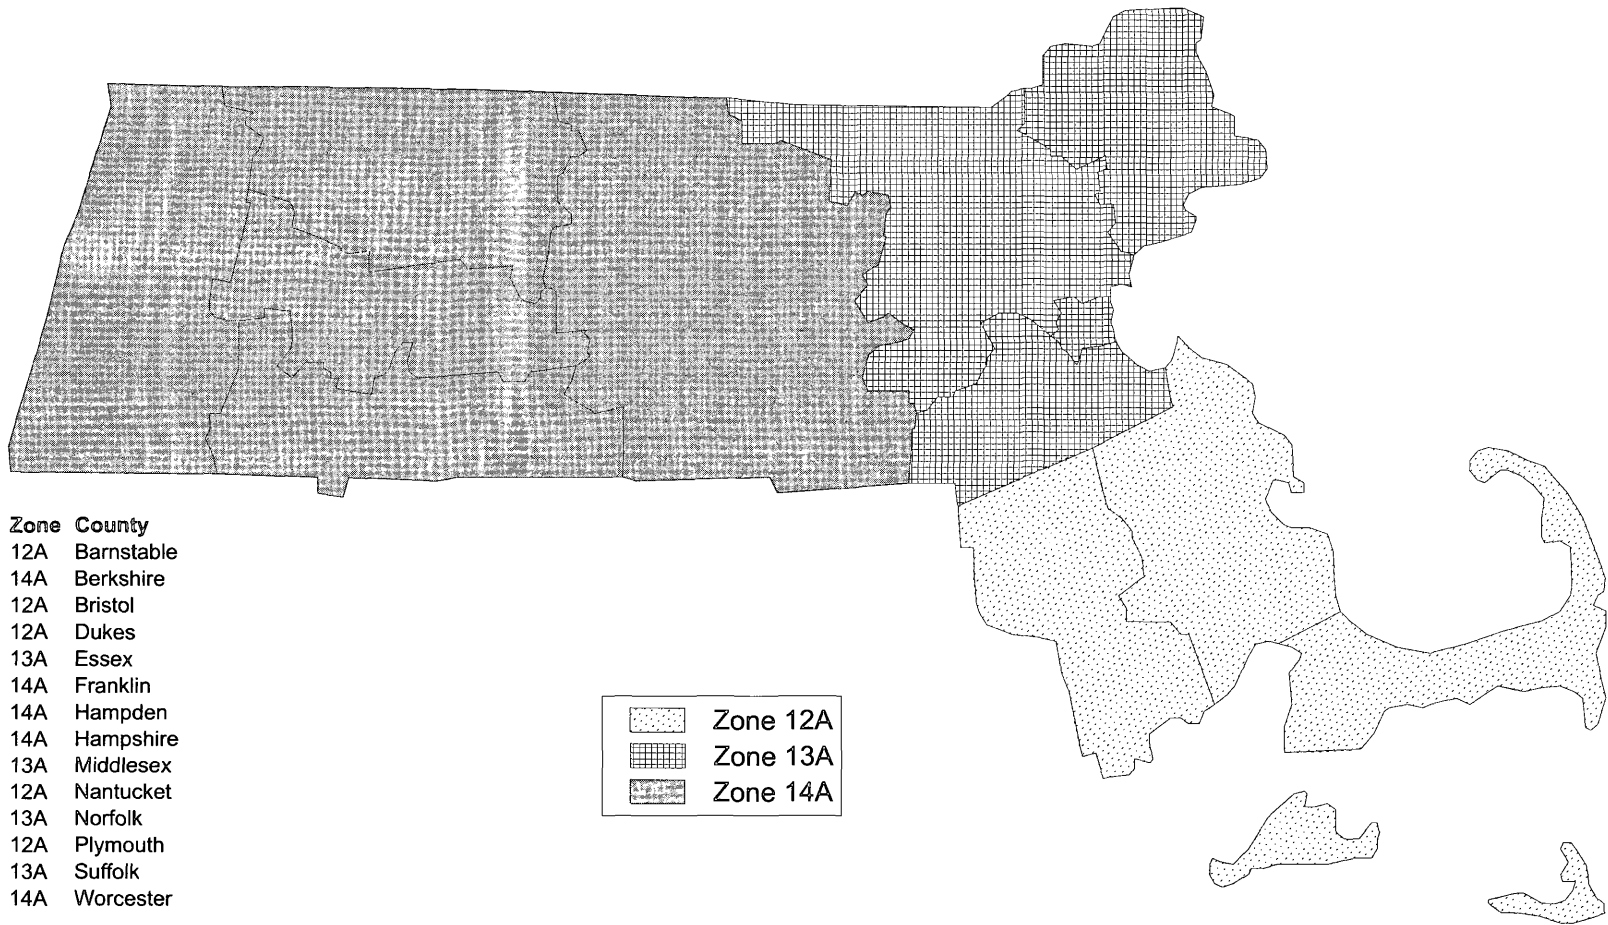 Zone County
12A Barnstable
14A Berkshire
12A Bristol
12A Dukes
13A Essex
14A Franklin
14A Hampden
14A Hampshire
13A Middlesex
12A Nantucket
13A Norfolk
12A Plymouth
13A Suffolk
14A Worcester
Zone 12A
Zone 13A
Zone 14A